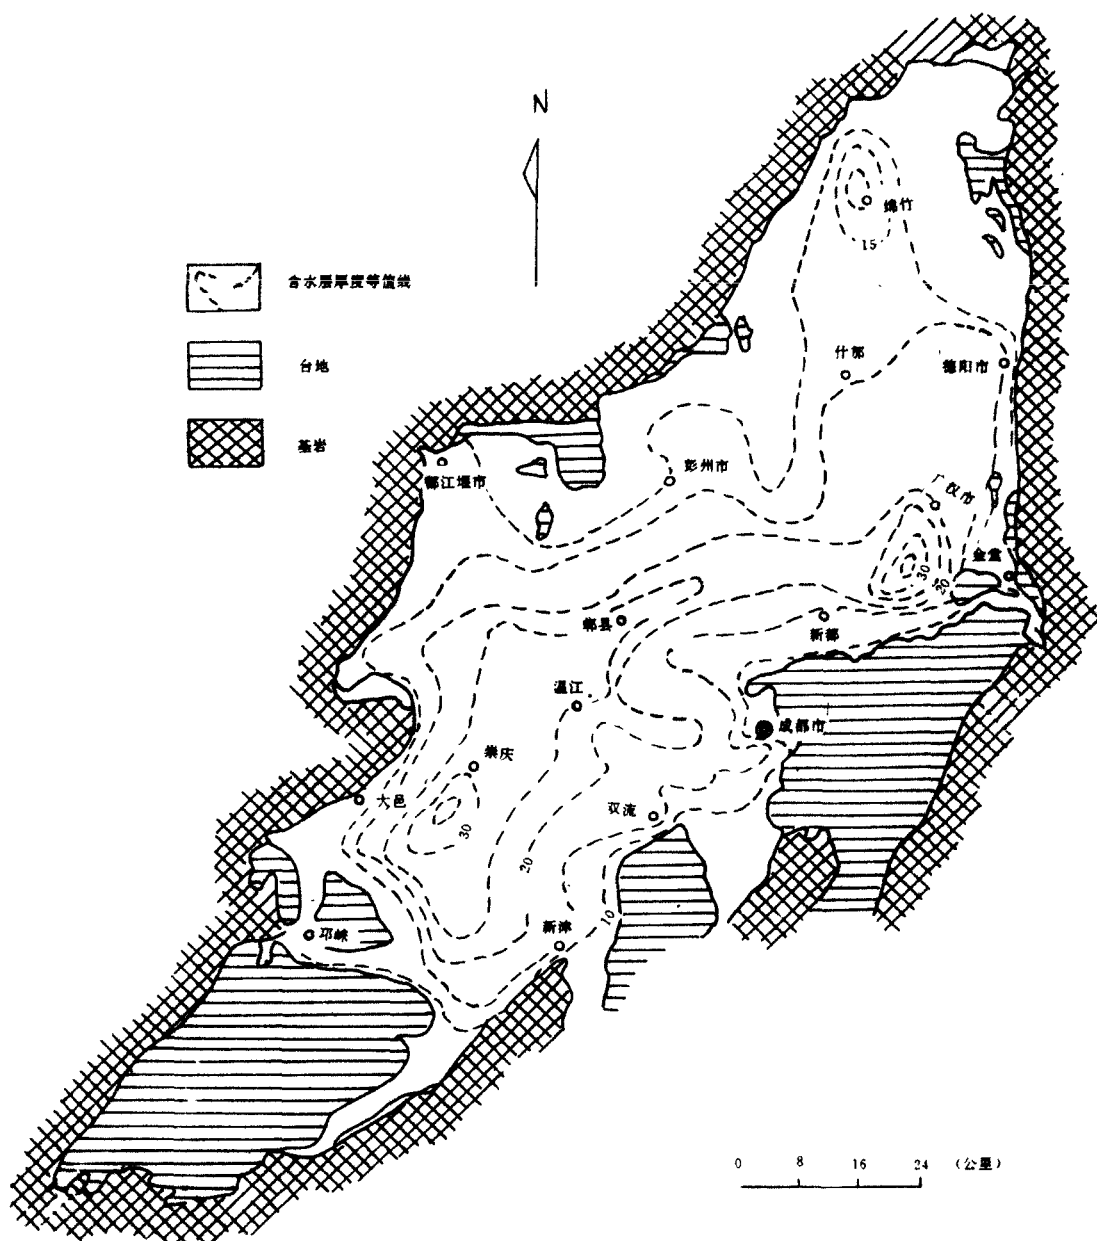 N
绵竹
15
含水层厚度等值线
台地
什邡
德阳市
基岩
彭州市
都江堰市
广汉市
金堂
30
20
郫县
新都
温江
成都市
崇庆
大邑
双流
30
20
10
新津
邛崃
0 8 16 24 (公里)